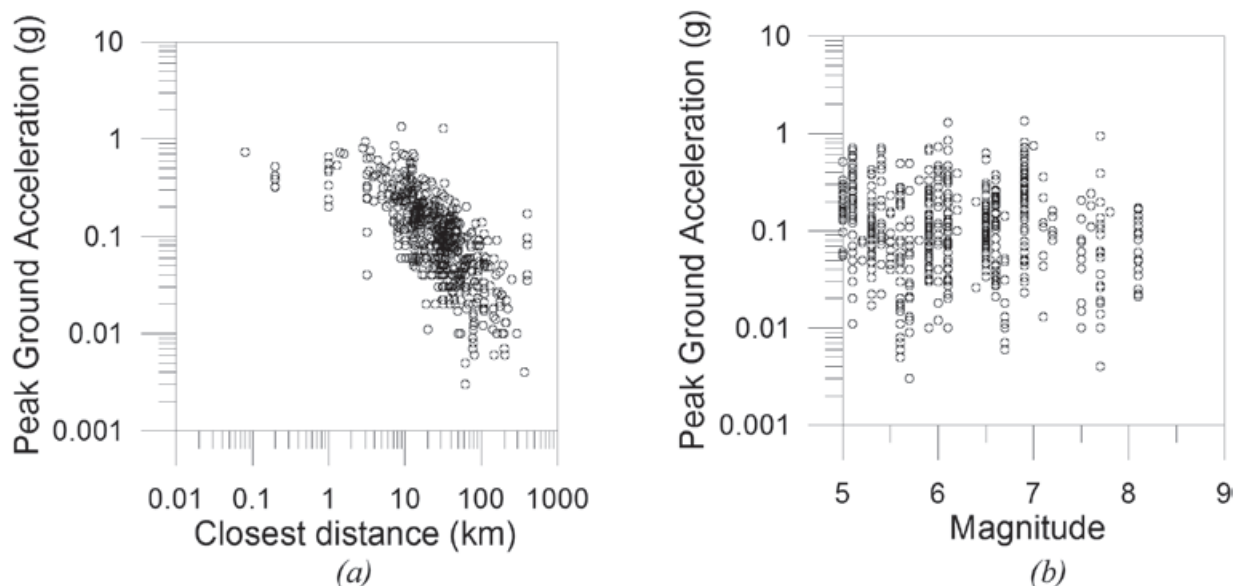 Peak Ground Acceleration (g)
10
1
0.1
0.01
0.001
0.01 0.1 1 10 100 1000
Closest distance (km)
(a)
Peak Ground Acceleration (g)
10
1
0.1
0.01
0.001
5 6 7 8 9
Magnitude
(b)